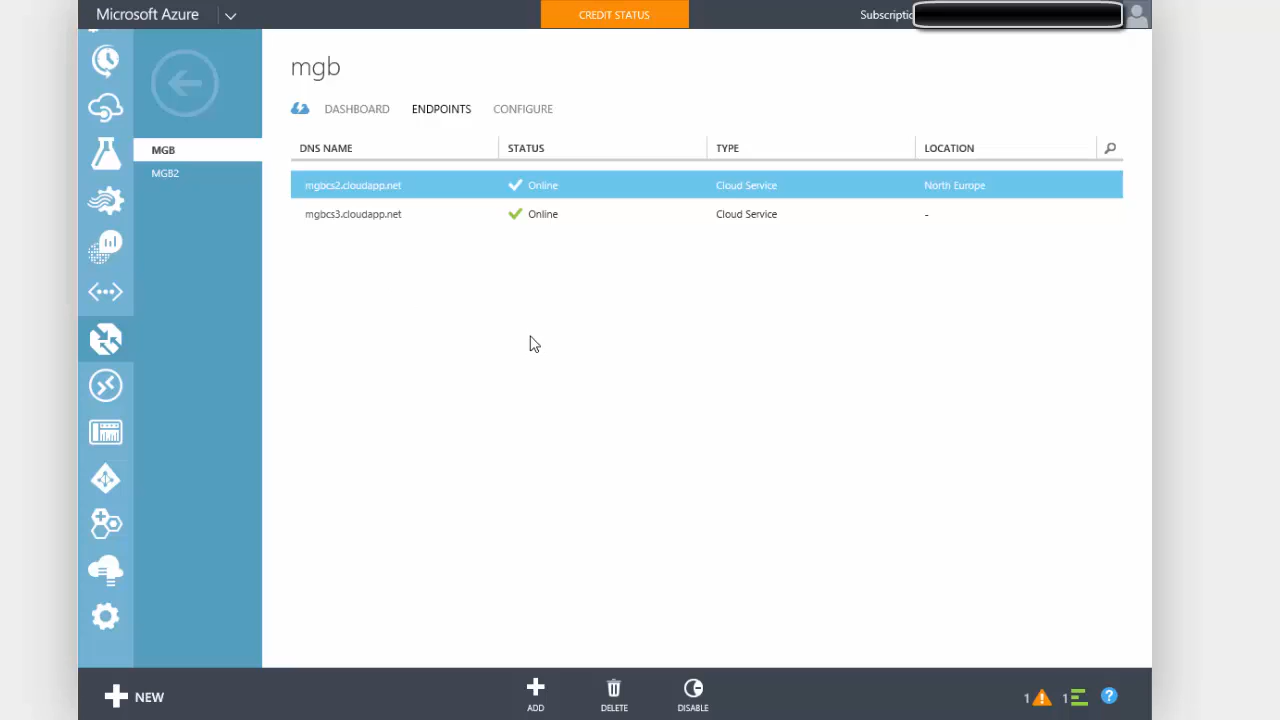 Microsoft Azure
CREDIT STATUS
Subscriptio
mgb
DASHBOARD ENDPOINTS CONFIGURE
MGB
MGB2
DNS NAME STATUS TYPE LOCATION
mgbcs2.cloudapp.net Online Cloud Service North Europe
mgbcs3.cloudapp.net Online Cloud Service -
NEW
ADD
DELETE
DISABLE
1
1
?